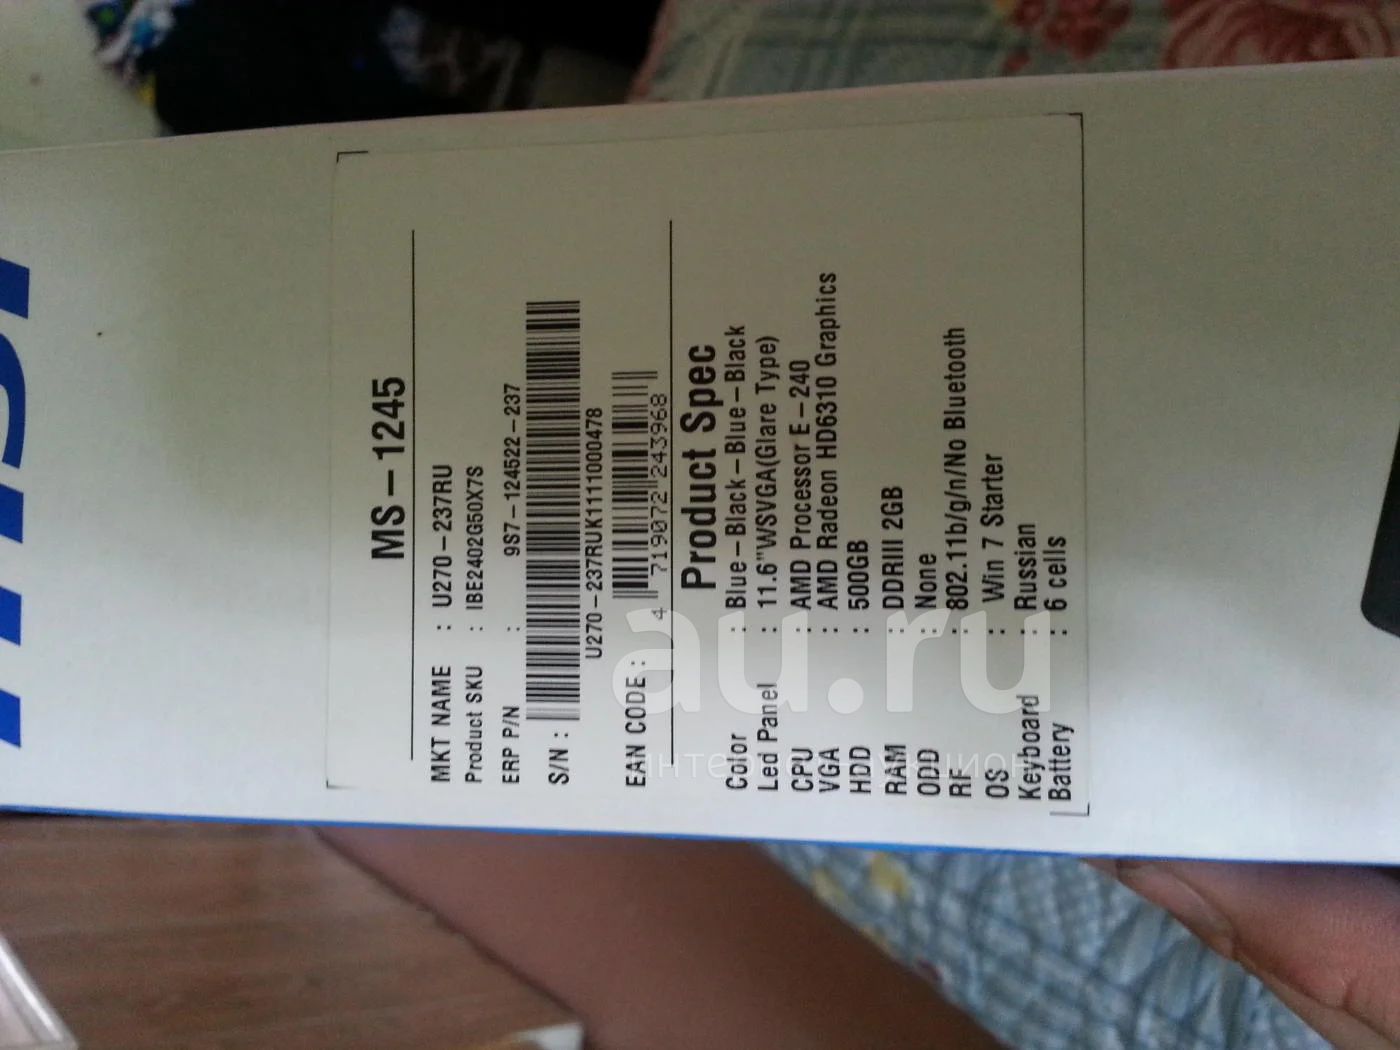 msi
MS-1245
MKT NAME : U270-237RU
Product SKU : IBE2402G50X7S
ERP P/N : 9S7-124522-237
S/N :
U270-237RUK1111000478
EAN CODE : 4 719072 243968
Product Spec
Color : Blue-Black-Blue-Black
Led Panel : 11.6"WSVGA(Glare Type)
CPU : AMD Processor E-240
VGA : AMD Radeon HD6310 Graphics
HDD : 500GB
RAM : DDRIII 2GB
ODD : None
RF : 802.11b/g/n/No Bluetooth
OS : Win 7 Starter
Keyboard : Russian
Battery : 6 cells
au.ru
интернет-аукцион